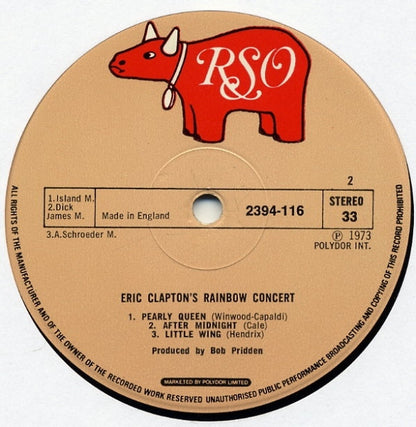 RSO
2
1.Island M.
2.Dick
James M.
Made in England
2394-116
STEREO
33
3.A.Schroeder M.
℗ 1973
POLYDOR INT.
ERIC CLAPTON'S RAINBOW CONCERT
1. PEARLY QUEEN (Winwood-Capaldi)
2. AFTER MIDNIGHT (Cale)
3. LITTLE WING (Hendrix)
Produced by Bob Pridden
MARKETED BY POLYDOR LIMITED
ALL RIGHTS OF THE MANUFACTURER AND OF THE OWNER OF THE RECORDED WORK RESERVED UNAUTHORISED PUBLIC PERFORMANCE BROADCASTING AND COPYING OF THIS RECORD PROHIBITED